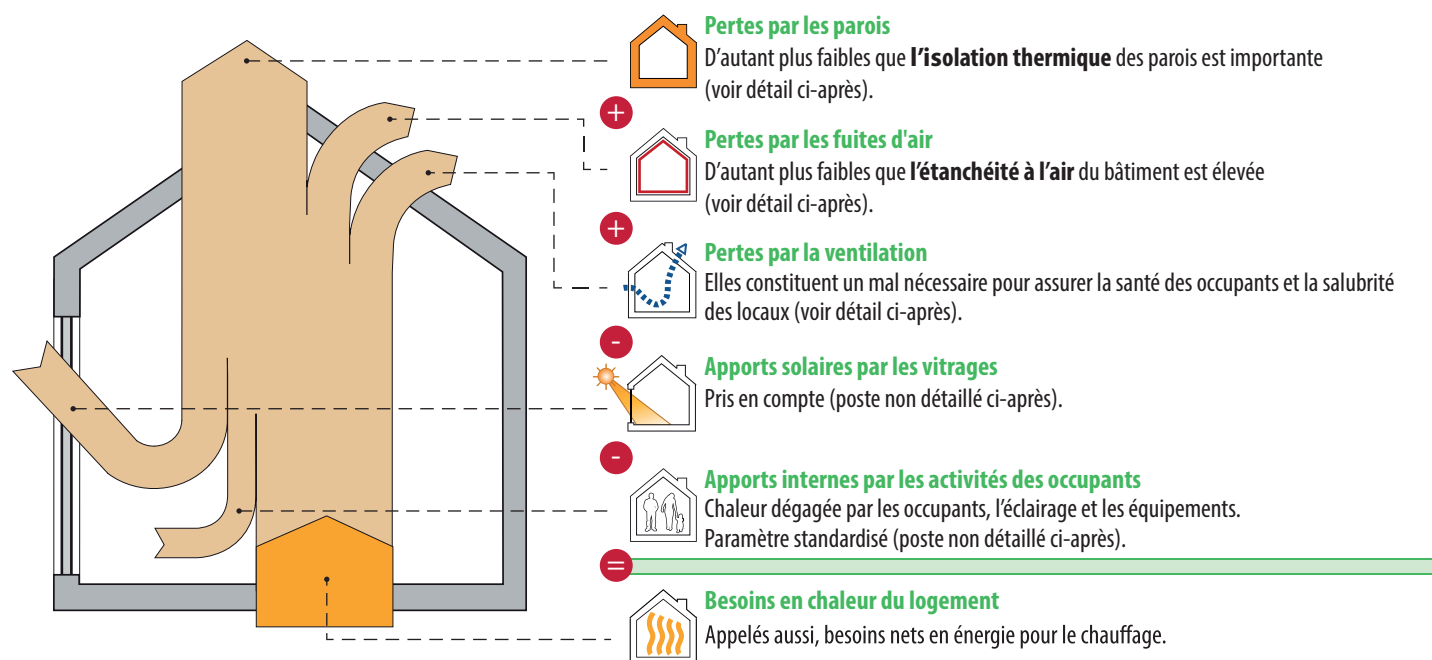 Pertes par les parois
D'autant plus faibles que l'isolation thermique des parois est importante
(voir détail ci-après).
+
Pertes par les fuites d'air
D'autant plus faibles que l'étanchéité à l'air du bâtiment est élevée
(voir détail ci-après).
+
Pertes par la ventilation
Elles constituent un mal nécessaire pour assurer la santé des occupants et la salubrité
des locaux (voir détail ci-après).
-
Apports solaires par les vitrages
Pris en compte (poste non détaillé ci-après).
-
Apports internes par les activités des occupants
Chaleur dégagée par les occupants, l'éclairage et les équipements.
Paramètre standardisé (poste non détaillé ci-après).
=
Besoins en chaleur du logement
Appelés aussi, besoins nets en énergie pour le chauffage.